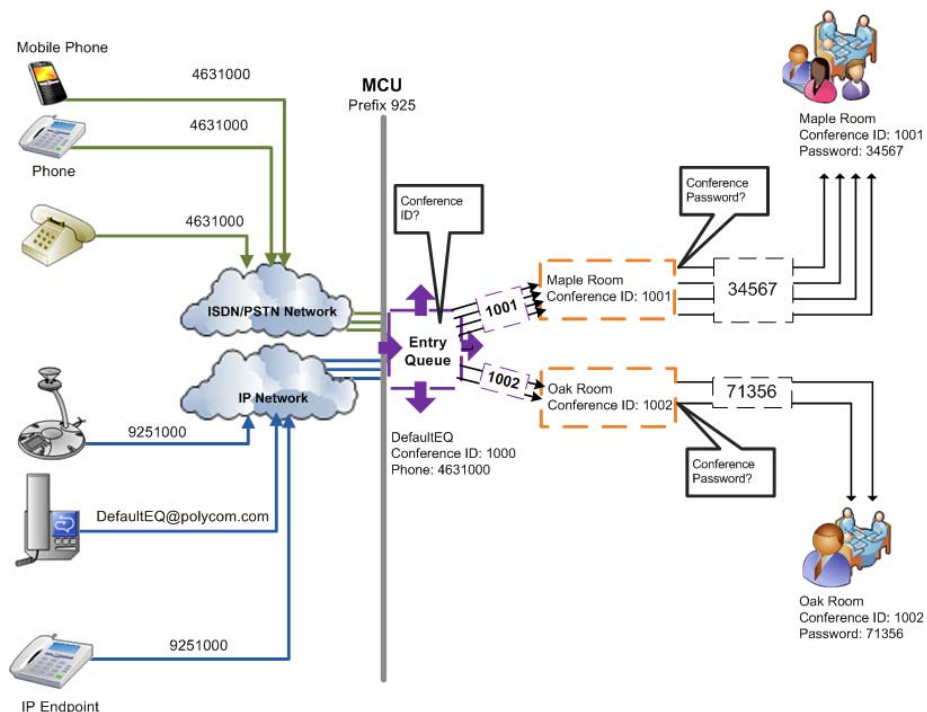 Mobile Phone
4631000
MCU
Prefix 925
4631000
Phone
4631000
ISDN/PSTN Network
IP Network
9251000
DefaultEQ@polycom.com
9251000
IP Endpoint
Conference
ID?
Entry
Queue
DefaultEQ
Conference ID: 1000
Phone: 4631000
1001
1002
Maple Room
Conference ID: 1001
Conference
Password?
34567
Maple Room
Conference ID: 1001
Password: 34567
Oak Room
Conference ID: 1002
Conference
Password?
71356
Oak Room
Conference ID: 1002
Password: 71356